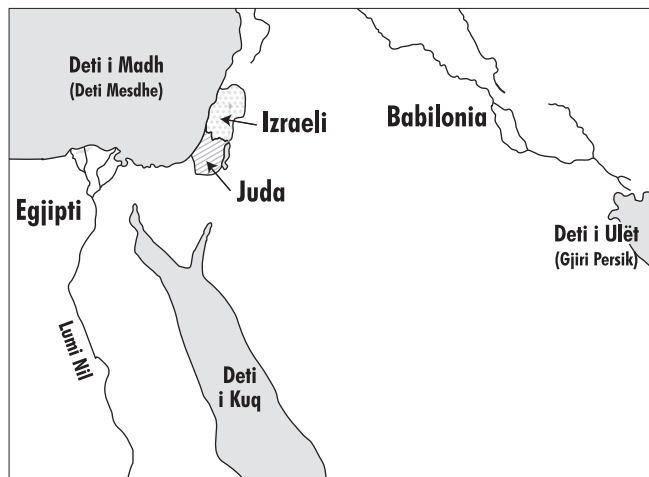 Deti i Madh
(Deti Mesdhe)
Izraeli
Juda
Babilonia
Egjipti
Deti i Ulët
(Gjiri Persik)
Lumi Nil
Deti
i Kuq